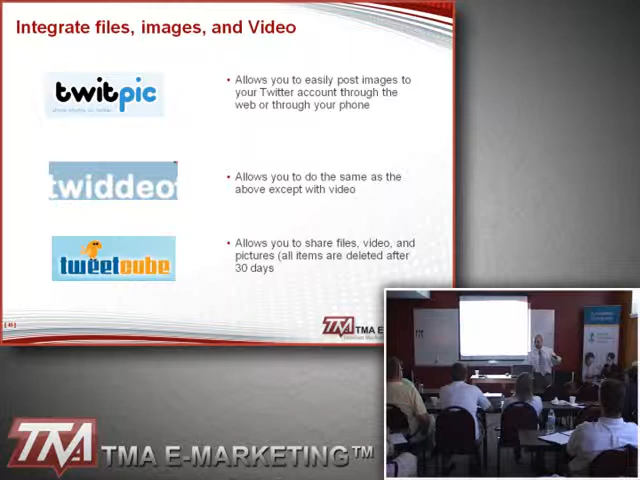 Integrate files, images, and Video
twitpic
• Allows you to easily post images to
your Twitter account through the
web or through your phone
twiddeo
• Allows you to do the same as the
above except with video
tweetcube
• Allows you to share files, video, and
pictures (all items are deleted after
30 days
TMA E-MA
TMA TMA E-MARKETING™